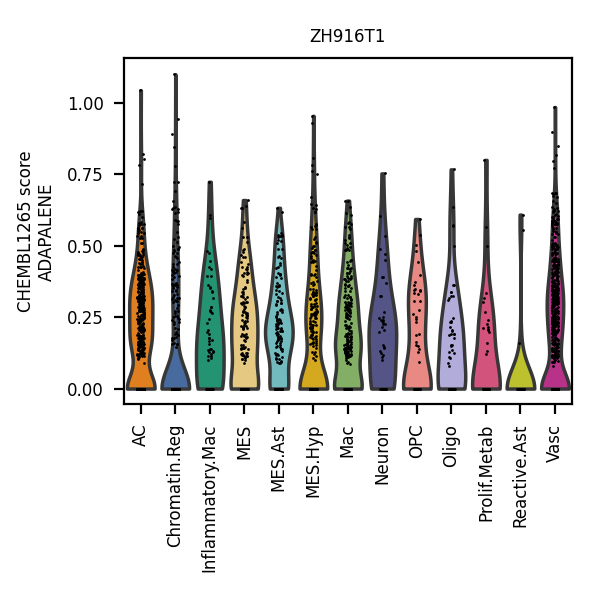 ZH916T1
CHEMBL1265 score
ADAPALENE
1.00
0.75
0.50
0.25
0.00
AC
Chromatin.Reg
Inflammatory.Mac
MES
MES.Ast
MES.Hyp
Mac
Neuron
OPC
Oligo
Prolif.Metab
Reactive.Ast
Vasc